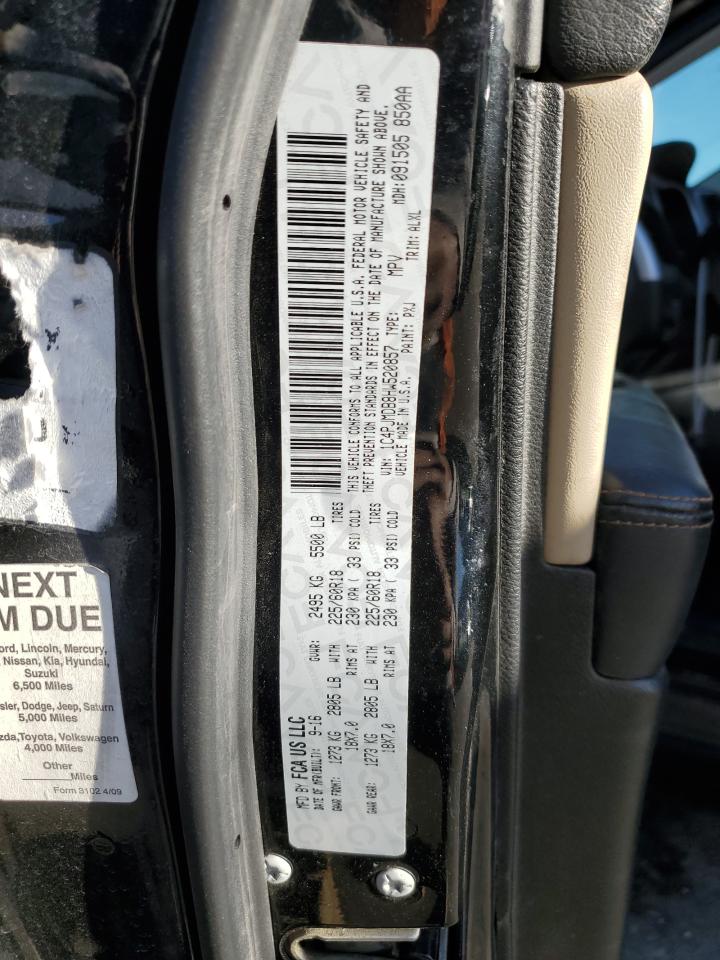 MFD BY FCA US LLC
DATE OF MFR(BUILT): 9-16 GVWR: 2495 KG 5500 LB
GAWR FRONT: 1273 KG 2805 LB WITH 225/60R18 TIRES
18X7.0 RIMS AT 230 KPA ( 33 PSI) COLD
GAWR REAR: 1273 KG 2805 LB WITH 225/60R18 TIRES
18X7.0 RIMS AT 230 KPA ( 33 PSI) COLD
THIS VEHICLE CONFORMS TO ALL APPLICABLE U.S.A. FEDERAL MOTOR VEHICLE SAFETY AND
THEFT PREVENTION STANDARDS IN EFFECT ON THE DATE OF MANUFACTURE SHOWN ABOVE.
VIN: 1C4PJMDB8HW520857 TYPE: MPV MDH:091505 850AA
VEHICLE MADE IN U.S.A. PAINT: PXJ TRIM:ALXL
NEXT
M DUE
ord, Lincoln, Mercury,
Nissan, Kia, Hyundai,
Suzuki
6,500 Miles
sler, Dodge, Jeep, Saturn
5,000 Miles
zda,Toyota, Volkswagen
4,000 Miles
Other
Miles
Form 3102 4/09